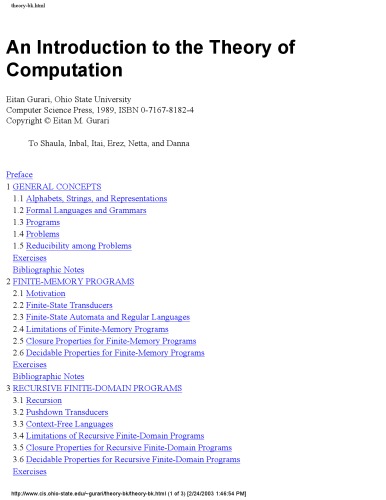 theory-bk.html
An Introduction to the Theory of
Computation
Eitan Gurari, Ohio State University
Computer Science Press, 1989, ISBN 0-7167-8182-4
Copyright © Eitan M. Gurari
To Shaula, Inbal, Itai, Erez, Netta, and Danna
Preface
1 GENERAL CONCEPTS
1.1 Alphabets, Strings, and Representations
1.2 Formal Languages and Grammars
1.3 Programs
1.4 Problems
1.5 Reducibility among Problems
Exercises
Bibliographic Notes
2 FINITE-MEMORY PROGRAMS
2.1 Motivation
2.2 Finite-State Transducers
2.3 Finite-State Automata and Regular Languages
2.4 Limitations of Finite-Memory Programs
2.5 Closure Properties for Finite-Memory Programs
2.6 Decidable Properties for Finite-Memory Programs
Exercises
Bibliographic Notes
3 RECURSIVE FINITE-DOMAIN PROGRAMS
3.1 Recursion
3.2 Pushdown Transducers
3.3 Context-Free Languages
3.4 Limitations of Recursive Finite-Domain Programs
3.5 Closure Properties for Recursive Finite-Domain Programs
3.6 Decidable Properties for Recursive Finite-Domain Programs
Exercises
http://www.cis.ohio-state.edu/~gurari/theory-bk/theory-bk.html (1 of 3) [2/24/2003 1:46:54 PM]